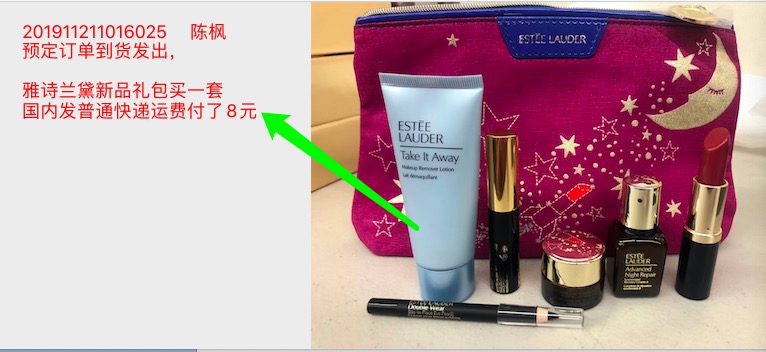 201911211016025 陈枫
预定订单到货发出，
雅诗兰黛新品礼包买一套
国内发普通快递运费付了8元
ESTĒE LAUDER
ESTĒE
LAUDER
Take It Away
Makeup Remover Lotion
Lait démaquillant
ESTĒE
LAUDER
Advanced
Night Repair
ESTĒE LAUDER
Double Wear